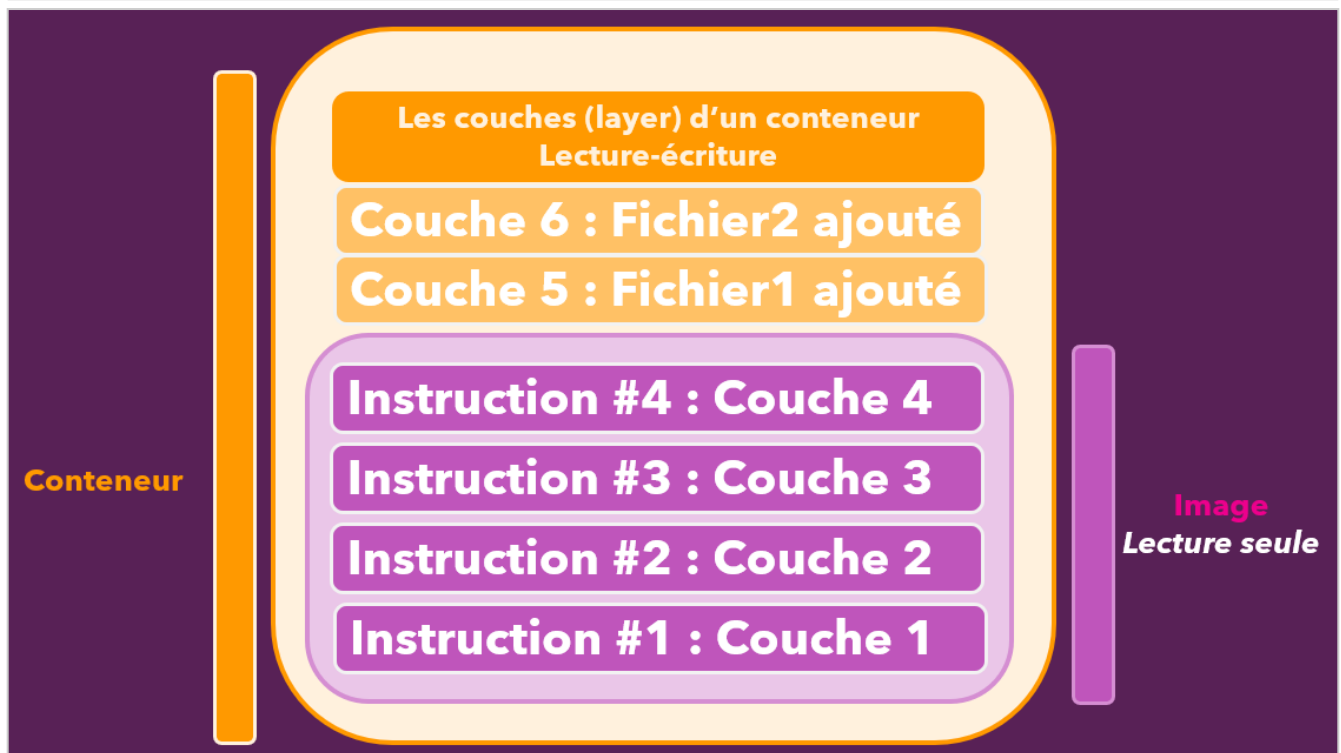 Les couches (layer) d’un conteneur
Lecture-écriture
Couche 6 : Fichier2 ajouté
Couche 5 : Fichier1 ajouté
Instruction #4 : Couche 4
Instruction #3 : Couche 3
Instruction #2 : Couche 2
Instruction #1 : Couche 1
Conteneur
Image
Lecture seule